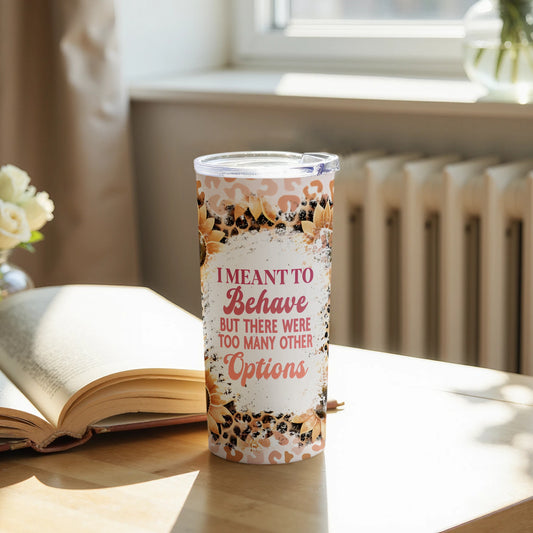 I MEANT TO
Behave
BUT THERE WERE
TOO MANY OTHER
Options